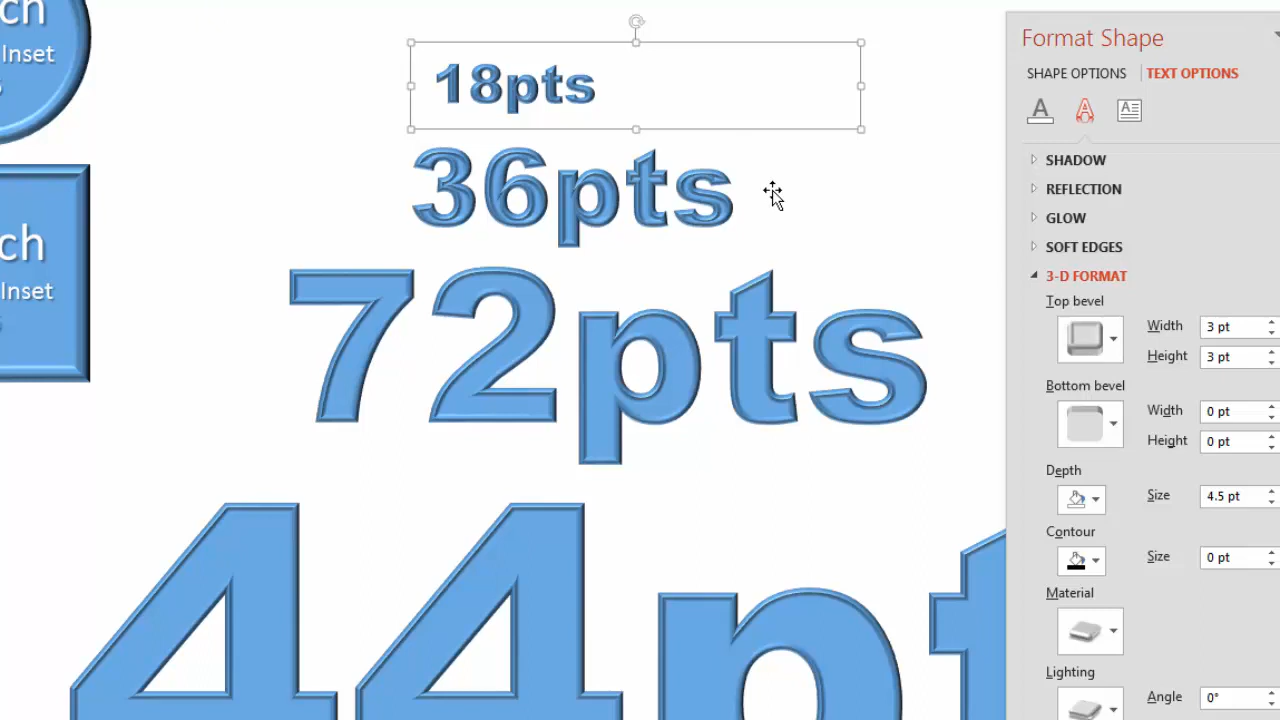 ch
Inset
s
ch
Inset
18pts
36pts
72pts
44pt
Format Shape
SHAPE OPTIONS TEXT OPTIONS
SHADOW
REFLECTION
GLOW
SOFT EDGES
3-D FORMAT
Top bevel
Width 3 pt
Height 3 pt
Bottom bevel
Width 0 pt
Height 0 pt
Depth
Size 4.5 pt
Contour
Size 0 pt
Material
Lighting
Angle 0°